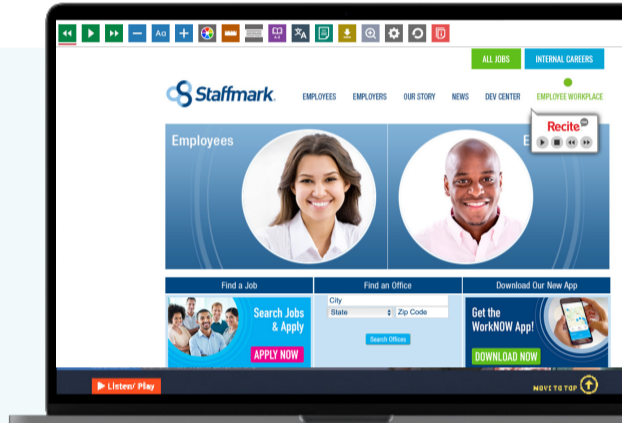 Aa
ALL JOBS
INTERNAL CAREERS
Staffmark.
EMPLOYEES
EMPLOYERS
OUR STORY
NEWS
DEV CENTER
EMPLOYEE WORKPLACE
Recite
Employees
E
Find a Job
Find an Office
Download Our New App
Search Jobs
& Apply
APPLY NOW
City
State
Zip Code
Search Offices
Get the
WorkNOW App!
DOWNLOAD NOW
Listen/ Play
MOVE TO TOP